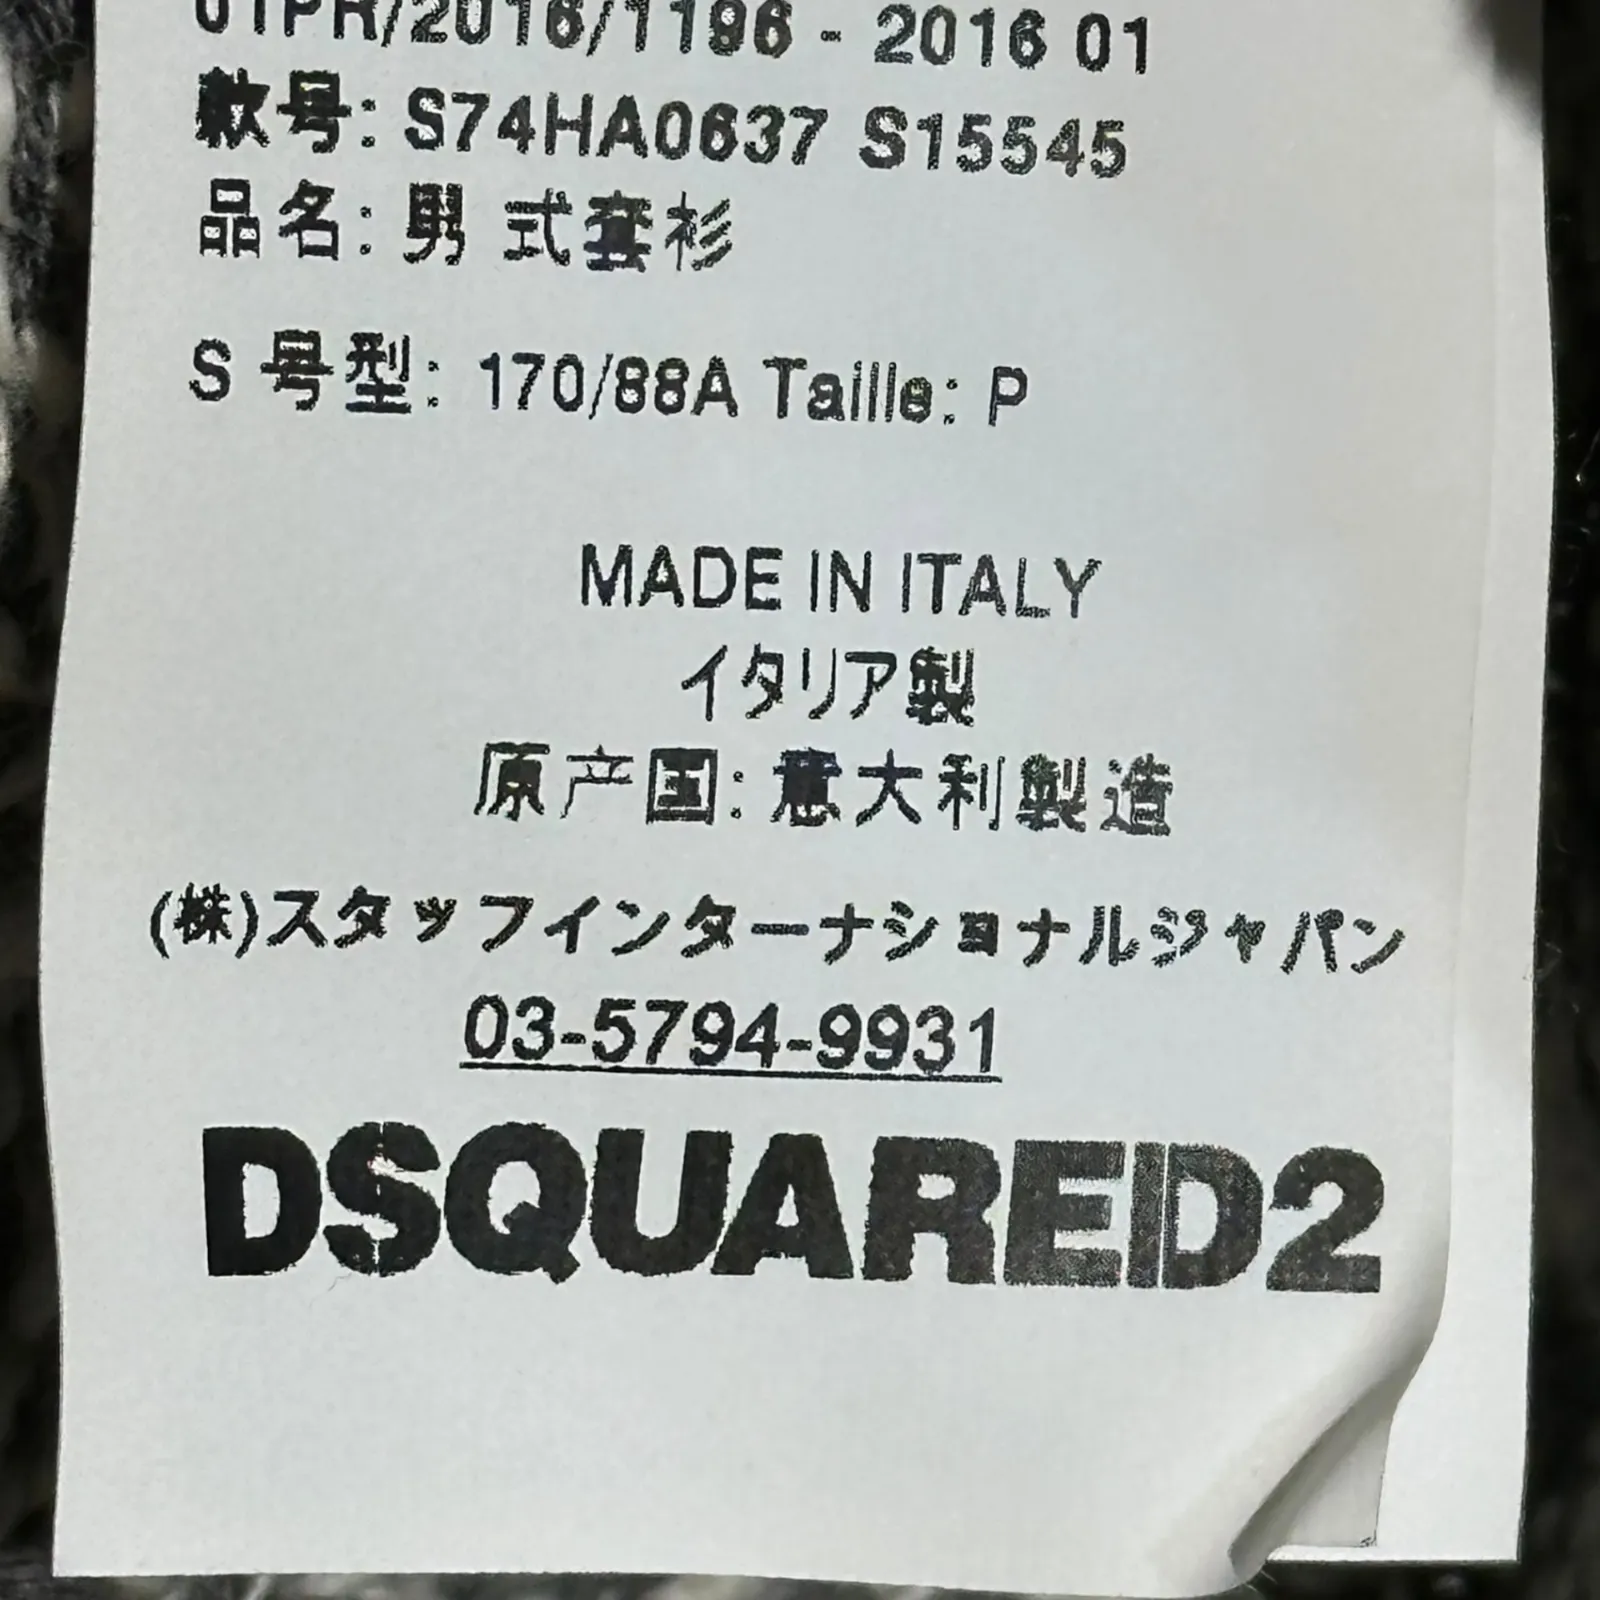 01PR/2016/1186 - 2016 01
款号: S74HA0637 S15545
品名: 男 式套衫
S 号型: 170/88A Taille: P
MADE IN ITALY
イタリア製
原产国: 意大利製造
(株)スタッフインターナショナルジャパン
03-5794-9931
DSQUARED2